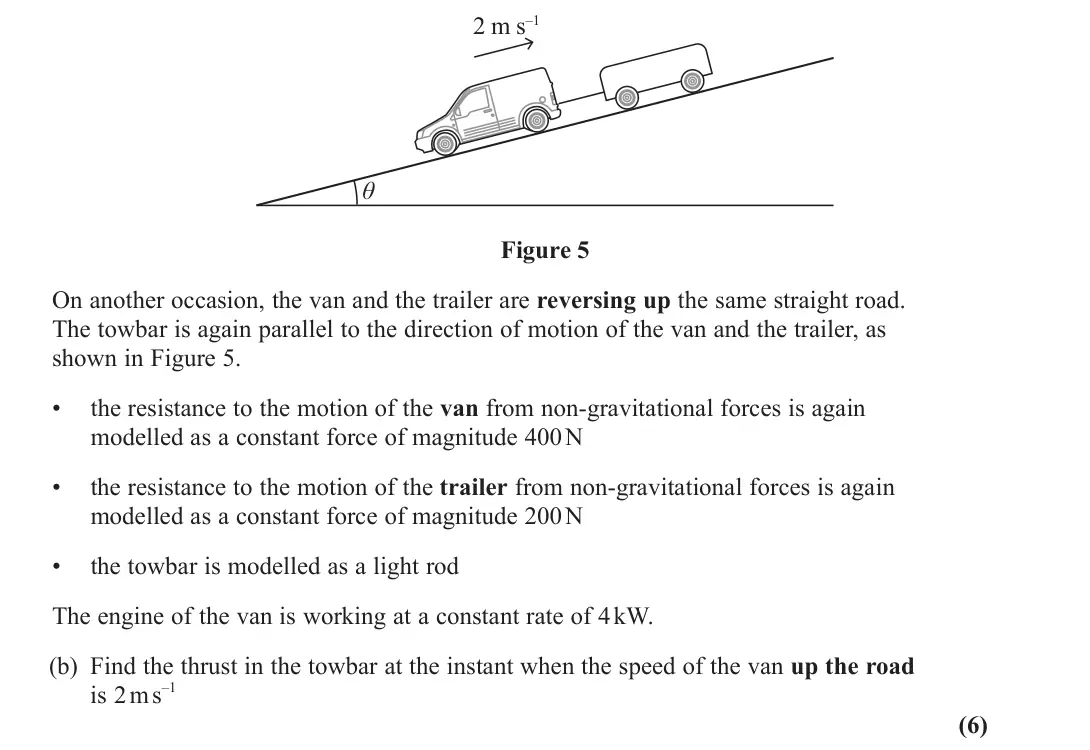 2 m s⁻¹
θ
Figure 5
On another occasion, the van and the trailer are reversing up the same straight road.
The towbar is again parallel to the direction of motion of the van and the trailer, as
shown in Figure 5.
• the resistance to the motion of the van from non-gravitational forces is again
modelled as a constant force of magnitude 400 N
• the resistance to the motion of the trailer from non-gravitational forces is again
modelled as a constant force of magnitude 200 N
• the towbar is modelled as a light rod
The engine of the van is working at a constant rate of 4 kW.
(b) Find the thrust in the towbar at the instant when the speed of the van up the road
is 2 m s⁻¹
(6)